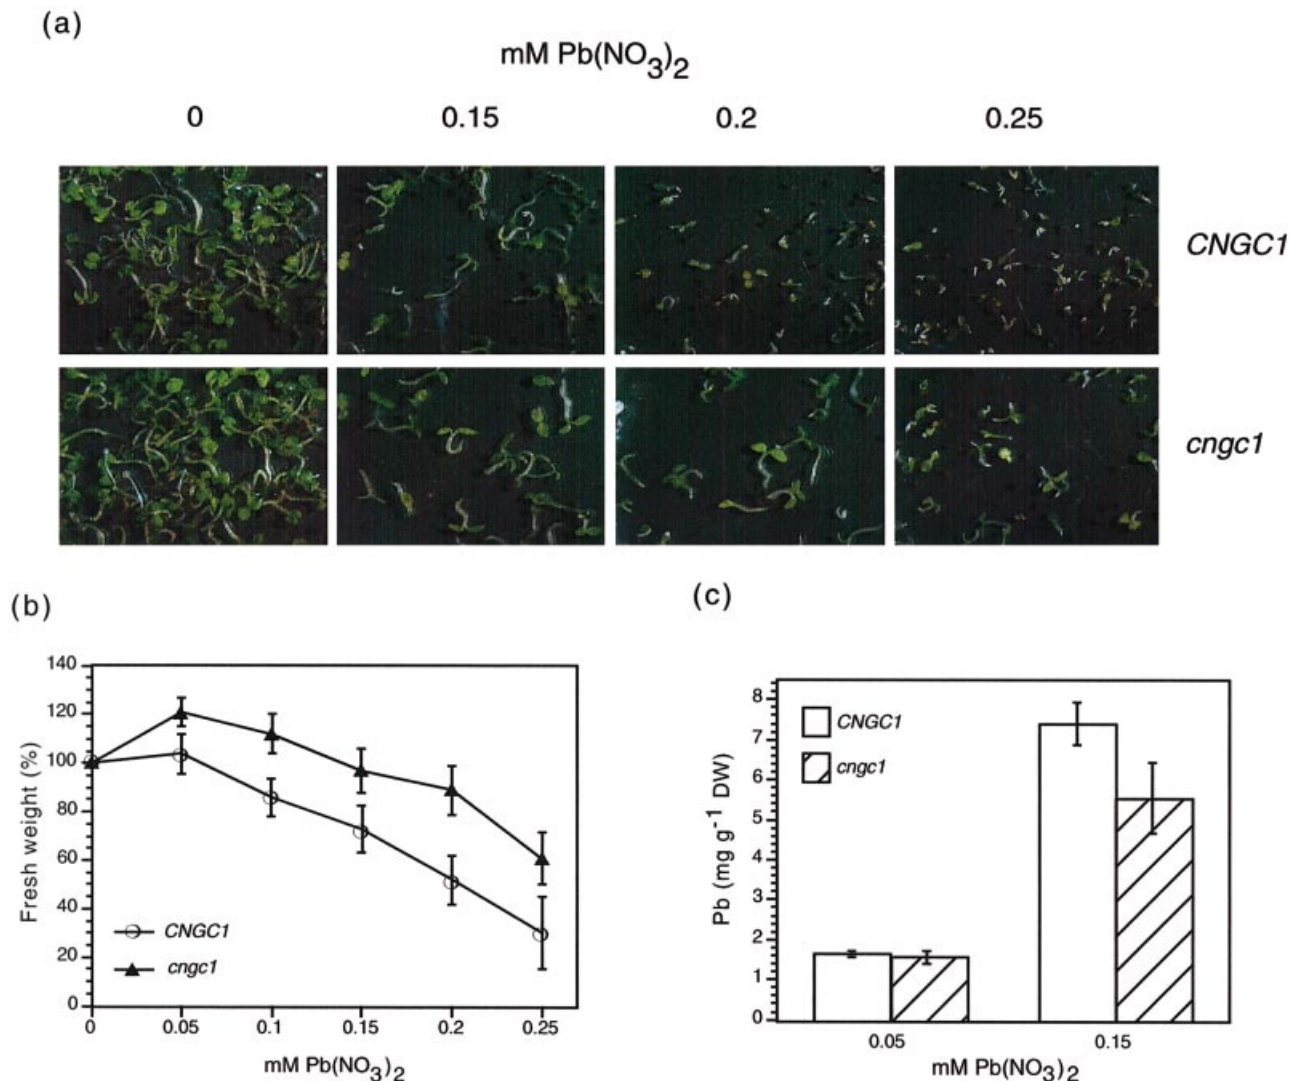 (a)
mM Pb(NO3)2
0 0.15 0.2 0.25
CNGC1
cngc1
(b)
140
120
100
80
60
40
20
0
Fresh weight (%)
CNGC1
cngc1
0 0.05 0.1 0.15 0.2 0.25
mM Pb(NO3)2
(c)
8
7
6
5
4
3
2
1
0
Pb (mg g-1 DW)
CNGC1
cngc1
0.05 0.15
mM Pb(NO3)2